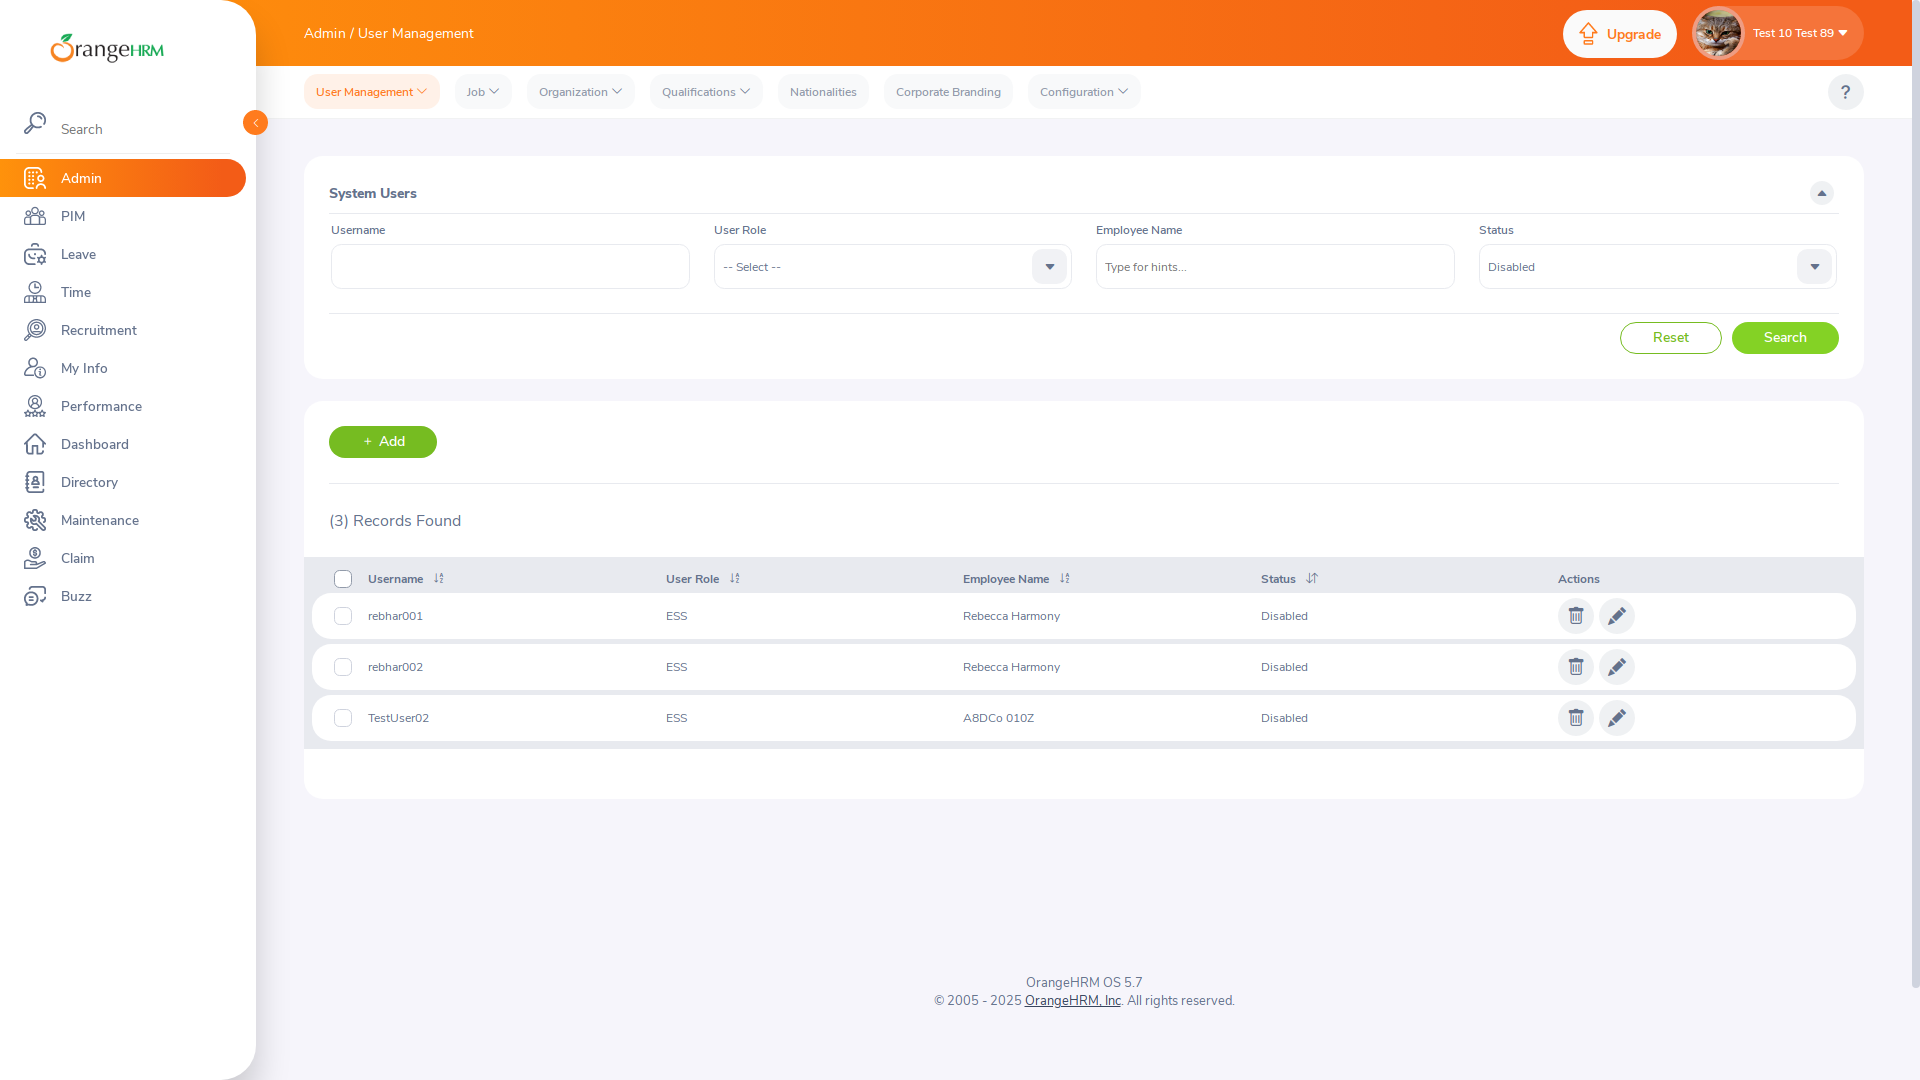 OrangeHRM
Search
Admin
PIM
Leave
Time
Recruitment
My Info
Performance
Dashboard
Directory
Maintenance
Claim
Buzz
Admin / User Management
Upgrade
Test 10 Test 89
User Management
Job
Organization
Qualifications
Nationalities
Corporate Branding
Configuration
?
System Users
Username
User Role
Employee Name
Status
-- Select --
Type for hints...
Disabled
Reset
Search
+ Add
(3) Records Found
Username
User Role
Employee Name
Status
Actions
rebhar001 ESS Rebecca Harmony Disabled
rebhar002 ESS Rebecca Harmony Disabled
TestUser02 ESS A8DCo 010Z Disabled
OrangeHRM OS 5.7
© 2005 - 2025 OrangeHRM, Inc. All rights reserved.